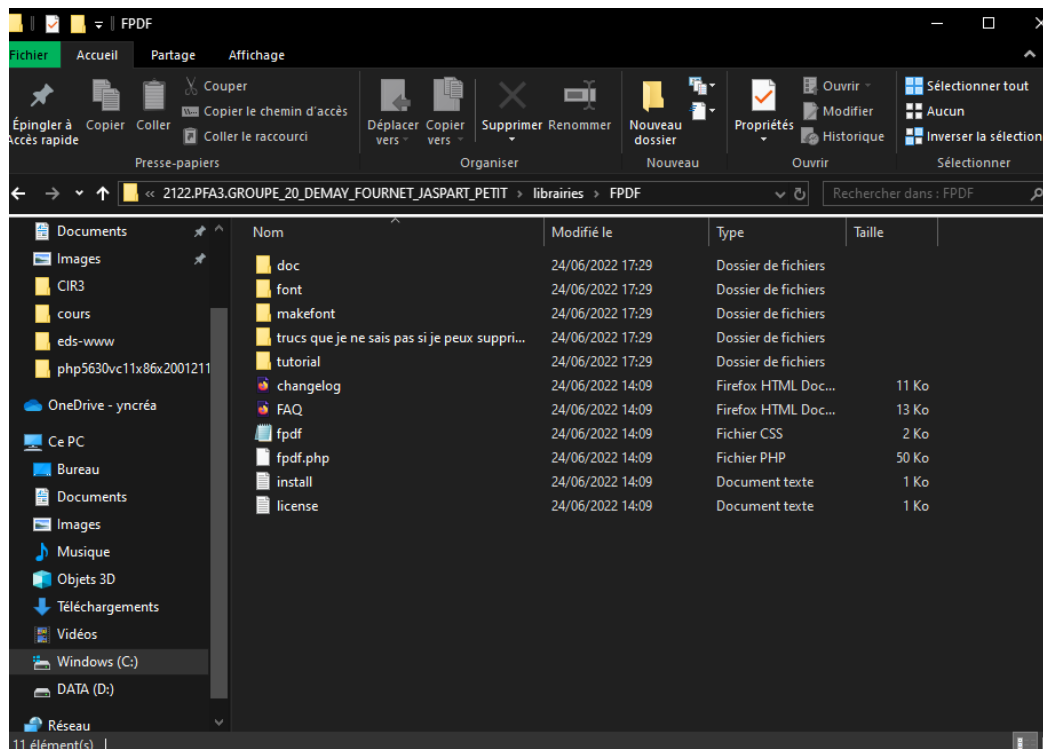 FPDF
Fichier Accueil Partage Affichage
Épingler à Accès rapide
Copier
Coller
Couper
Copier le chemin d'accès
Coller le raccourci
Déplacer vers
Copier vers
Supprimer
Renommer
Nouveau dossier
Propriétés
Ouvrir
Modifier
Historique
Sélectionner tout
Aucun
Inverser la sélection
Presse-papiers Organiser Nouveau Ouvrir Sélectionner
« 2122.PFA3.GROUPE_20_DEMAY_FOURNET_JASPART_PETIT > librairies > FPDF
Rechercher dans : FPDF
Documents
Images
CIR3
cours
eds-www
php5630vc11x86x2001211
OneDrive - yncréa
Ce PC
Bureau
Documents
Images
Musique
Objets 3D
Téléchargements
Vidéos
Windows (C:)
DATA (D:)
Réseau
Nom Modifié le Type Taille
doc 24/06/2022 17:29 Dossier de fichiers
font 24/06/2022 17:29 Dossier de fichiers
makefont 24/06/2022 17:29 Dossier de fichiers
trucs que je ne sais pas si je peux suppri... 24/06/2022 17:29 Dossier de fichiers
tutorial 24/06/2022 17:29 Dossier de fichiers
changelog 24/06/2022 14:09 Firefox HTML Doc... 11 Ko
FAQ 24/06/2022 14:09 Firefox HTML Doc... 13 Ko
fpdf 24/06/2022 14:09 Fichier CSS 2 Ko
fpdf.php 24/06/2022 14:09 Fichier PHP 50 Ko
install 24/06/2022 14:09 Document texte 1 Ko
license 24/06/2022 14:09 Document texte 1 Ko
11 élément(s)